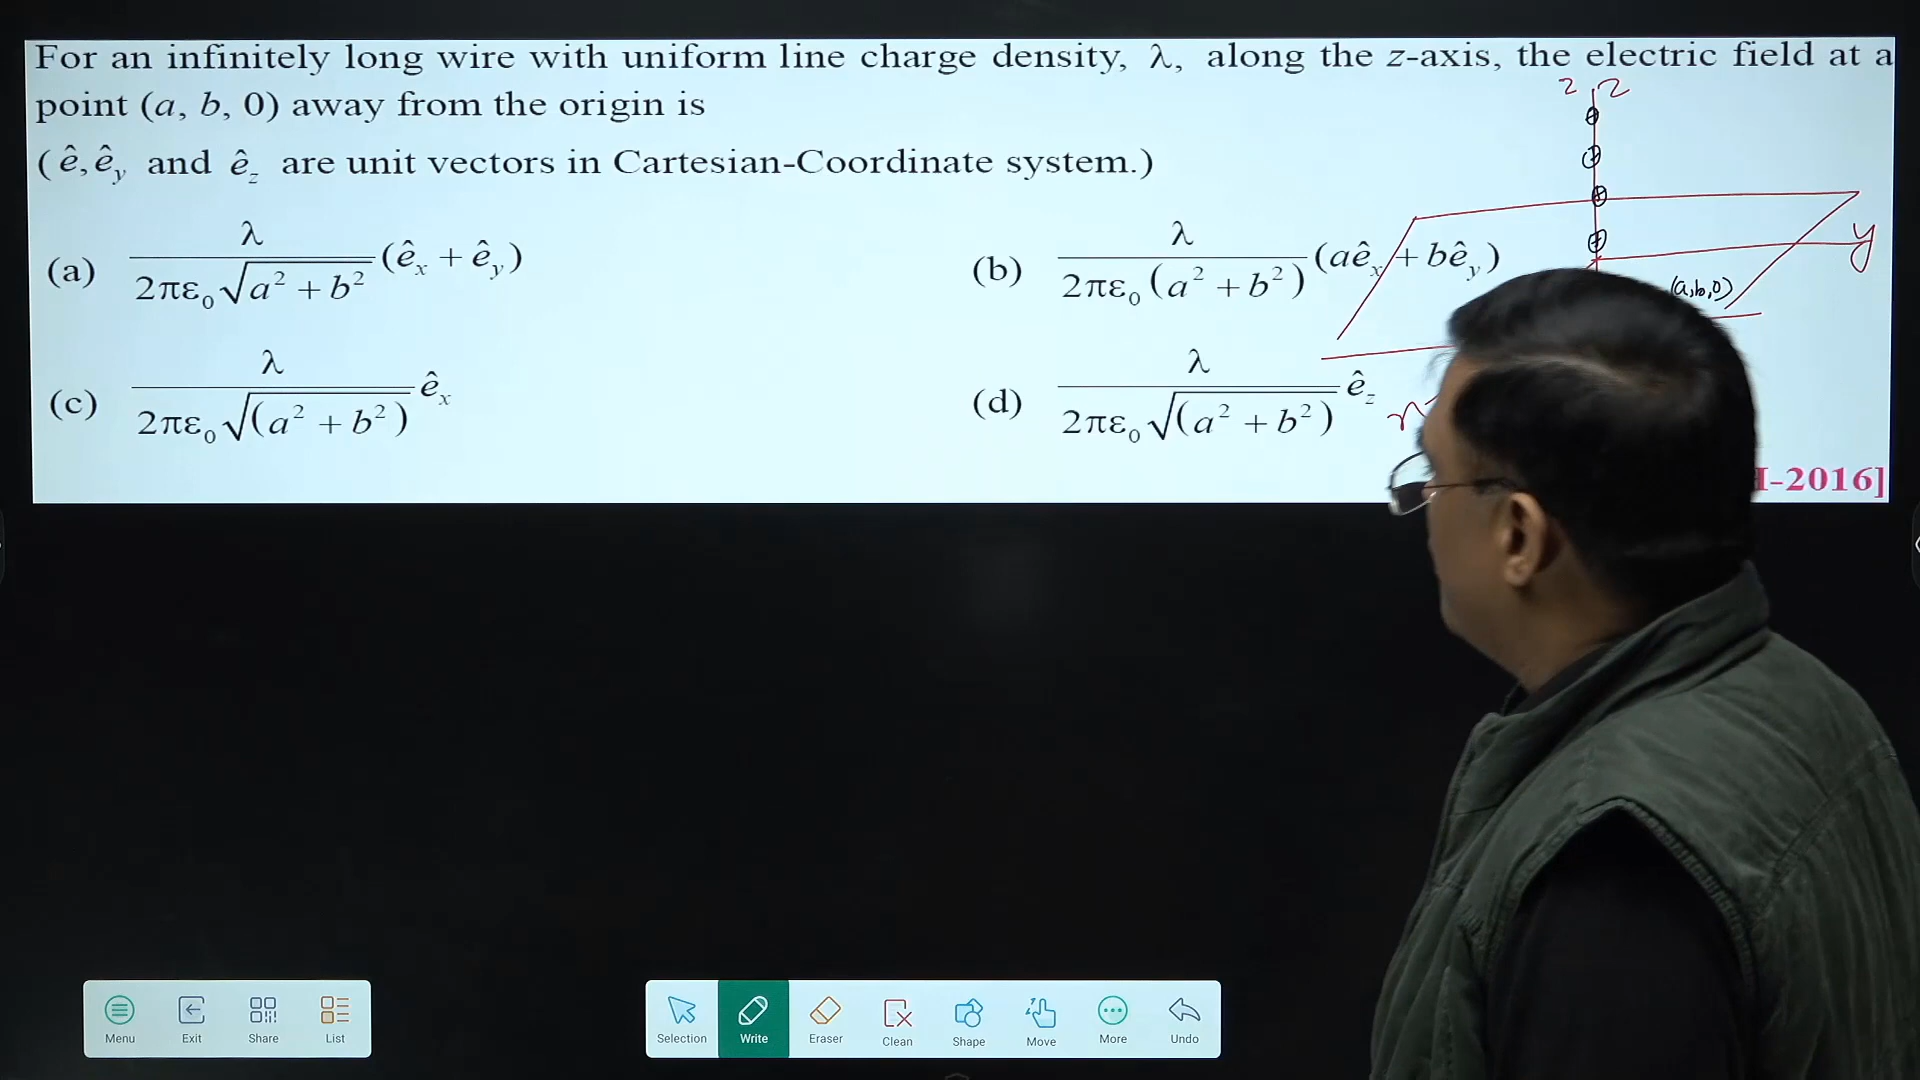 For an infinitely long wire with uniform line charge density, λ, along the z-axis, the electric field at a
point (a, b, 0) away from the origin is
(ê, ê_y and ê_z are unit vectors in Cartesian-Coordinate system.)
(a) λ / 2πε₀√(a² + b²) (ê_x + ê_y)
(b) λ / 2πε₀(a² + b²) (aê_x + bê_y)
(c) λ / 2πε₀√(a² + b²) ê_x
(d) λ / 2πε₀√(a² + b²) ê_z
-2016]
z z
y
(a,b,0)
Menu Exit Share List
Selection Write Eraser Clean Shape Move More Undo